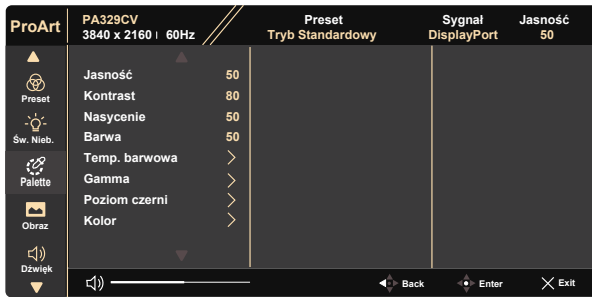 ProArt
PA329CV
3840 x 2160 60Hz
Preset
Tryb Standardowy
Sygnał
DisplayPort
Jasność
50
Preset
Św. Nieb.
Palette
Obraz
Dźwięk
Jasność 50
Kontrast 80
Nasycenie 50
Barwa 50
Temp. barwowa
Gamma
Poziom czerni
Kolor
Back
Enter
Exit